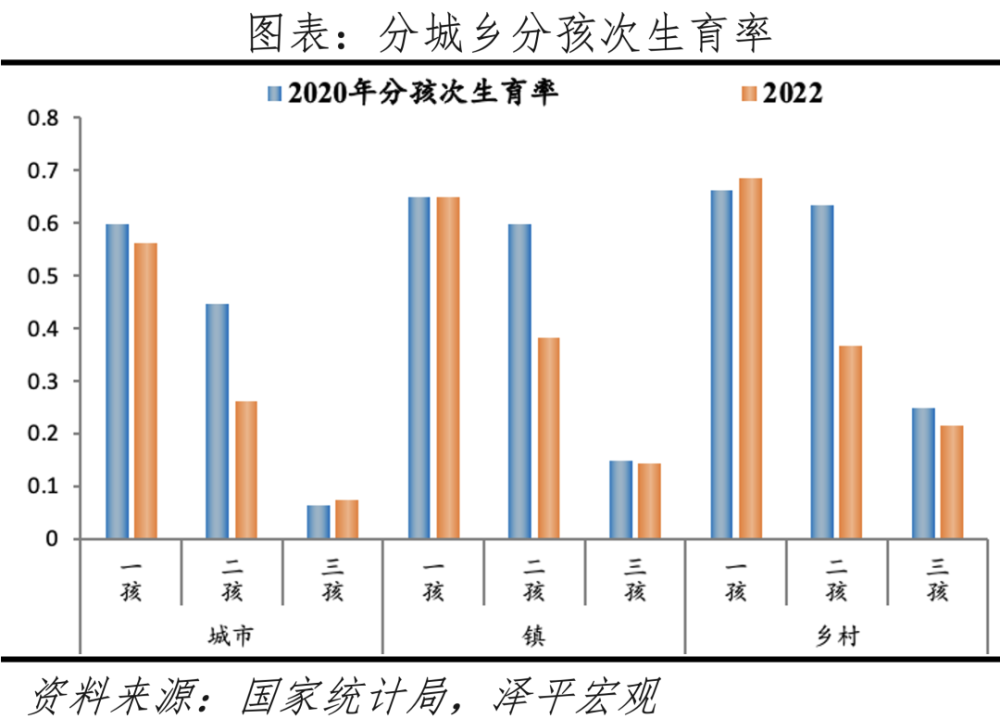 图表：分城乡分孩次生育率
2020年分孩次生育率 2022
0.8
0.7
0.6
0.5
0.4
0.3
0.2
0.1
0
一孩 二孩 三孩 一孩 二孩 三孩 一孩 二孩 三孩
城市 镇 乡村
资料来源：国家统计局，泽平宏观